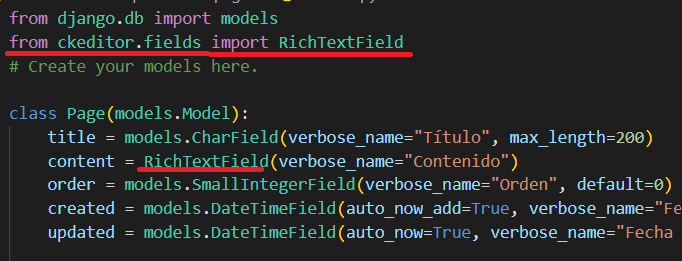 from django.db import models
from ckeditor.fields import RichTextField
# Create your models here.
class Page(models.Model):
title = models.CharField(verbose_name="Título", max_length=200)
content = RichTextField(verbose_name="Contenido")
order = models.SmallIntegerField(verbose_name="Orden", default=0)
created = models.DateTimeField(auto_now_add=True, verbose_name="Fe
updated = models.DateTimeField(auto_now=True, verbose_name="Fecha